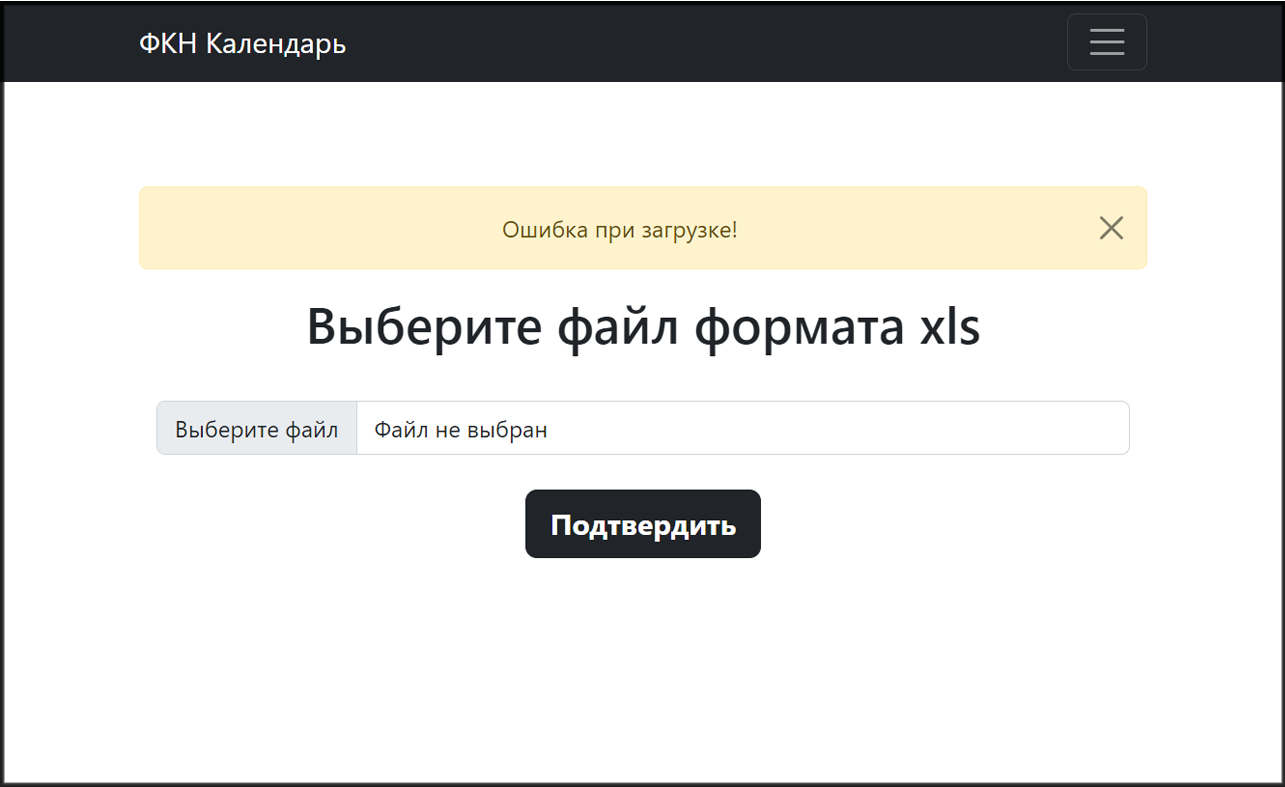 ФКН Календарь
Ошибка при загрузке!
Выберите файл формата xls
Выберите файл Файл не выбран
Подтвердить